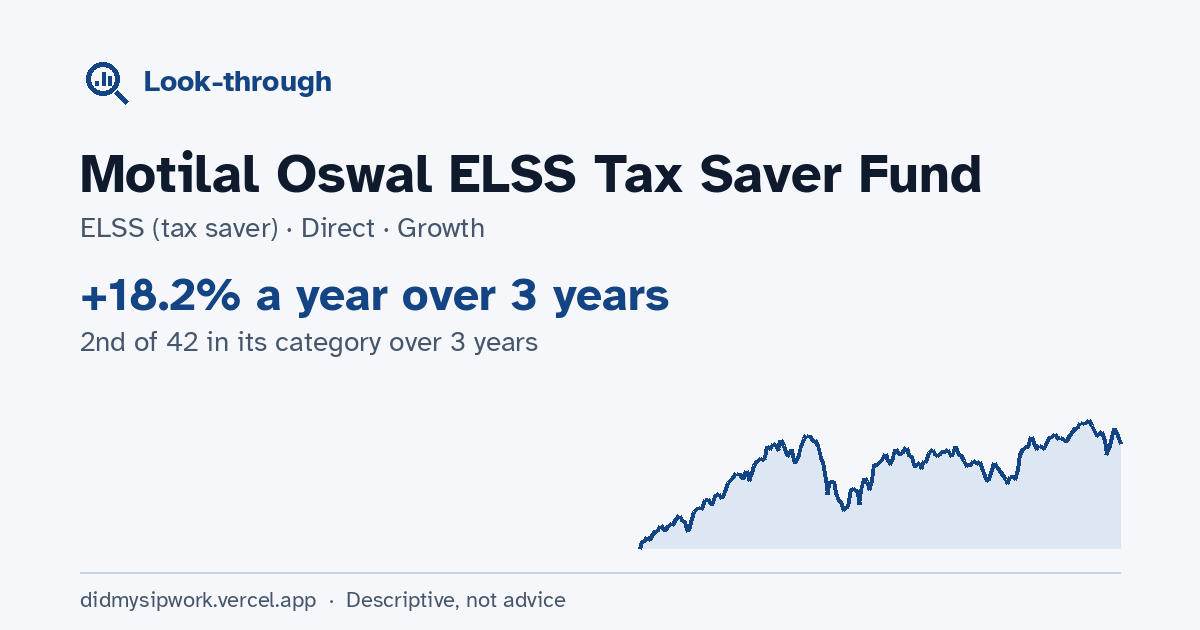 Look-through
Motilal Oswal ELSS Tax Saver Fund
ELSS (tax saver) · Direct · Growth
+18.2% a year over 3 years
2nd of 42 in its category over 3 years
didmysipwork.vercel.app · Descriptive, not advice